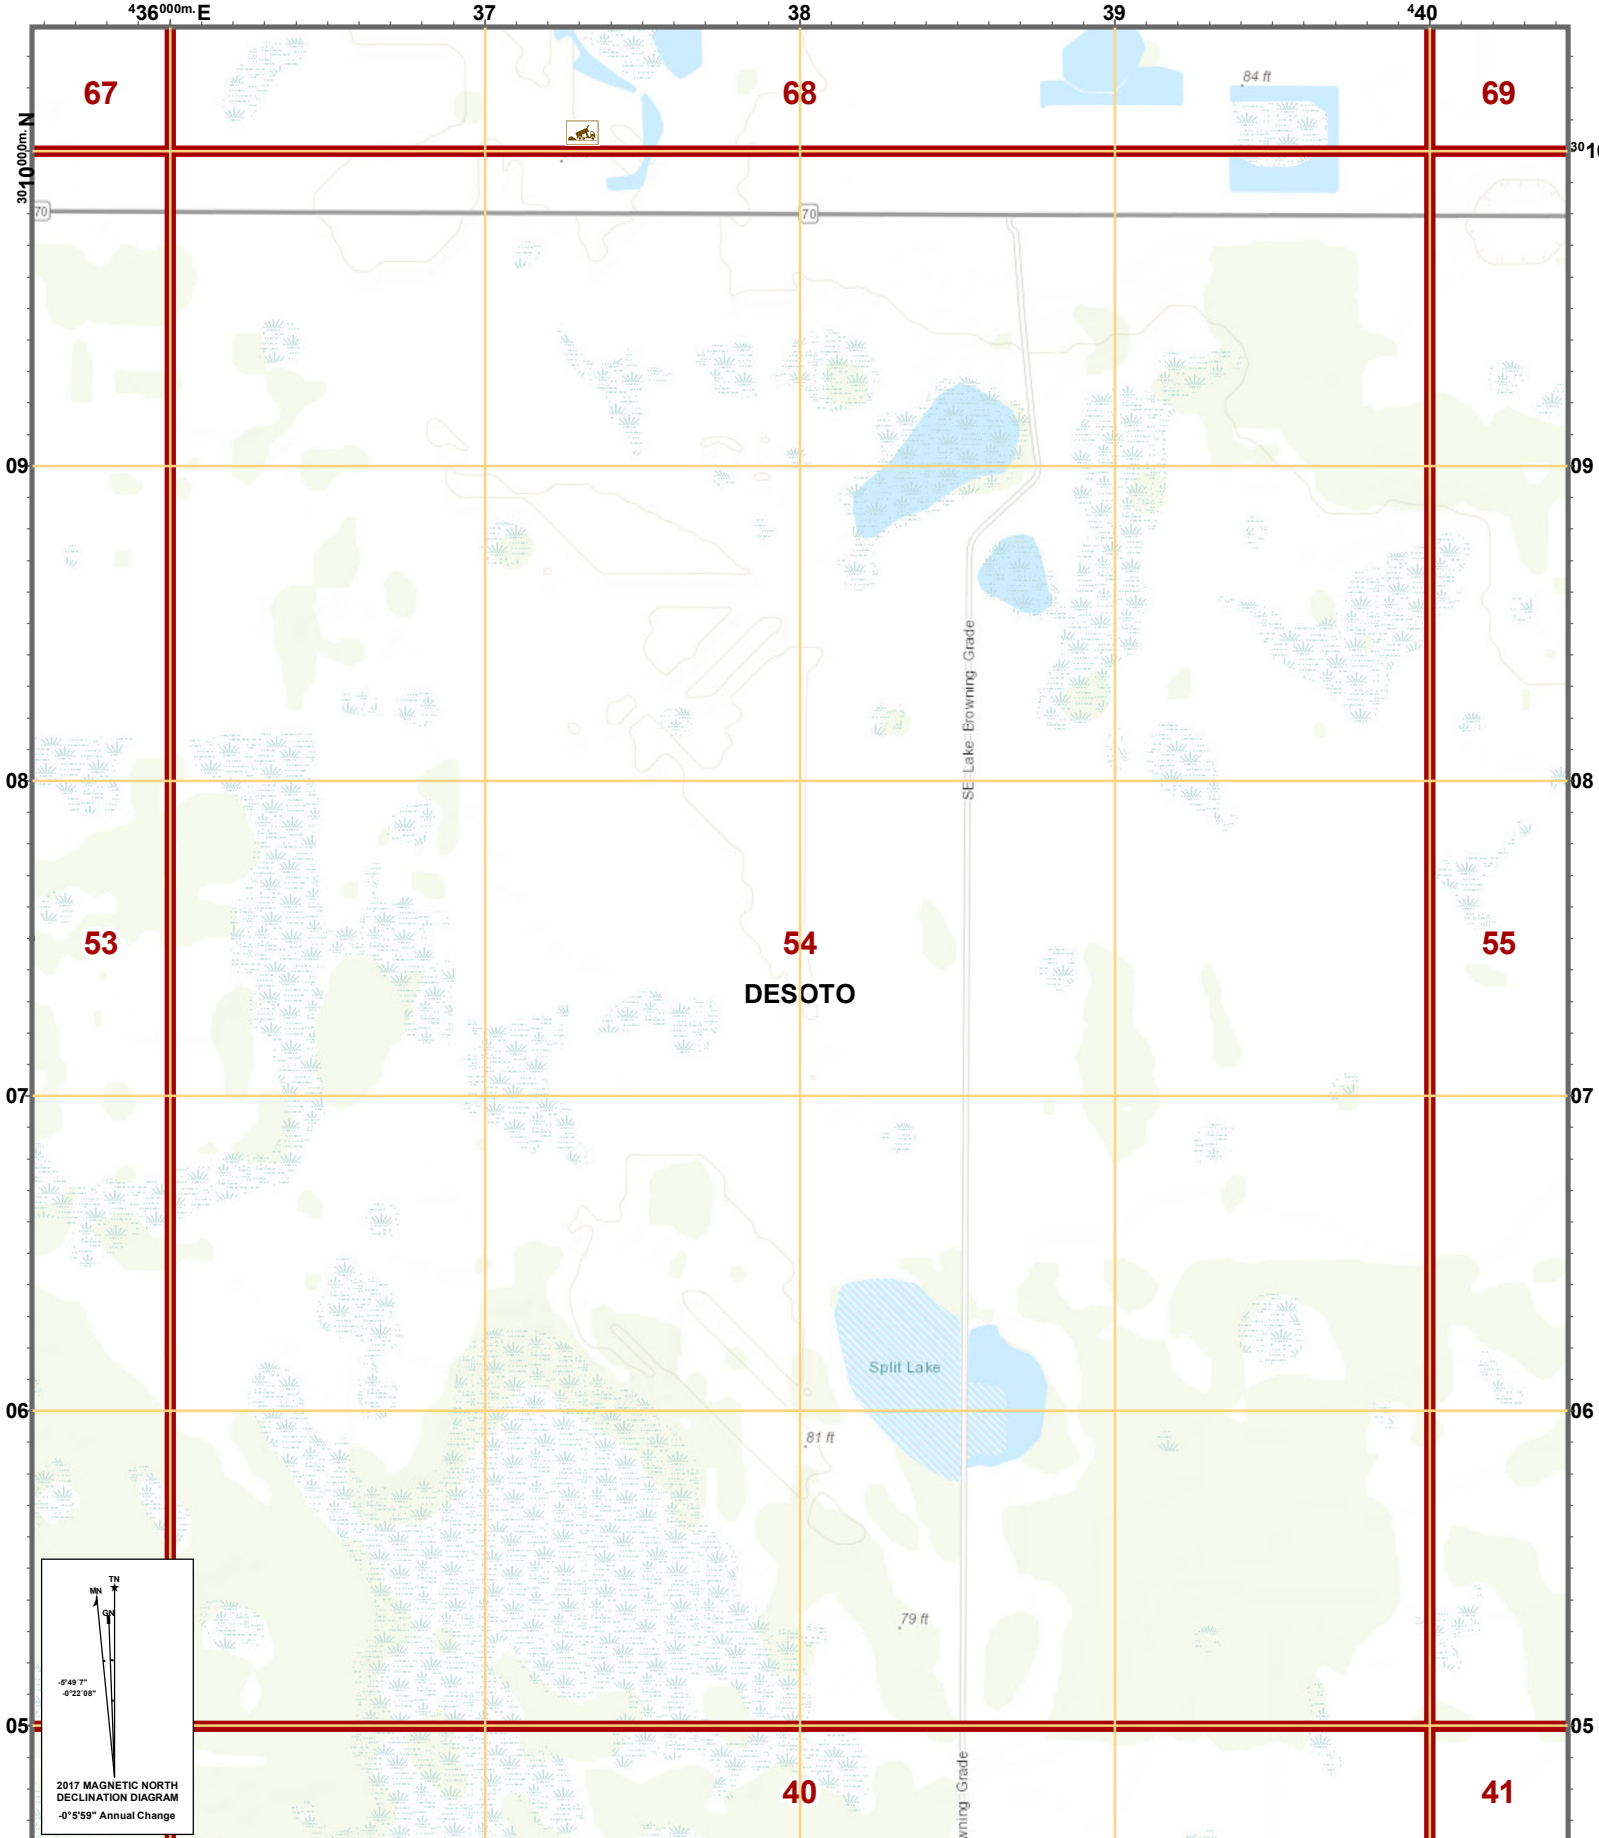 ⁴36⁰⁰⁰ᵐ·E 37 38 39 ⁴40
67 68 69
84 ft
³⁰10⁰⁰⁰ᵐ·N
³⁰10
70 70
09 09
SE Lake Browning Grade
08 08
53 54 55
DESOTO
07 07
Split Lake
06 06
81 ft
79 ft
TN
MN
GN
-5°49'7"
-0°22'08"
05 05
2017 MAGNETIC NORTH
DECLINATION DIAGRAM
-0°5'59" Annual Change
40 41
wning Grade